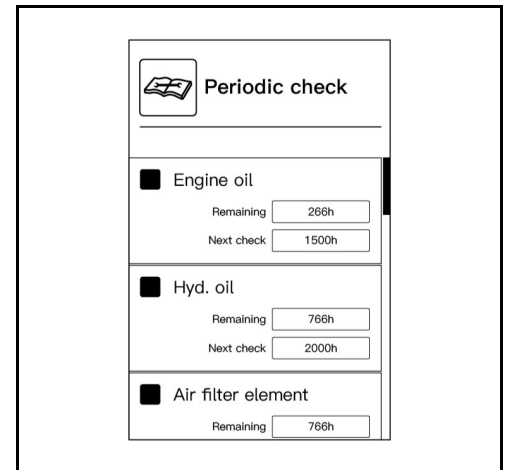 Periodic check
Engine oil
Remaining 266h
Next check 1500h
Hyd. oil
Remaining 766h
Next check 2000h
Air filter element
Remaining 766h